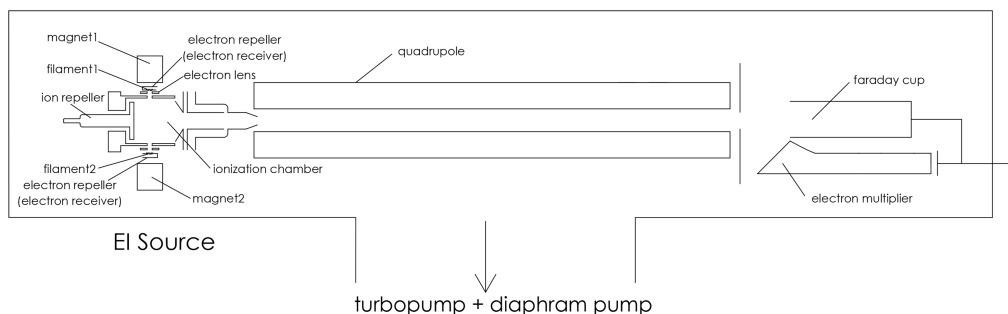 magnet1
electron repeller
(electron receiver)
filament1
electron lens
ion repeller
quadrupole
faraday cup
filament2
ionization chamber
electron repeller
(electron receiver)
magnet2
electron multiplier
EI Source
turbopump + diaphram pump